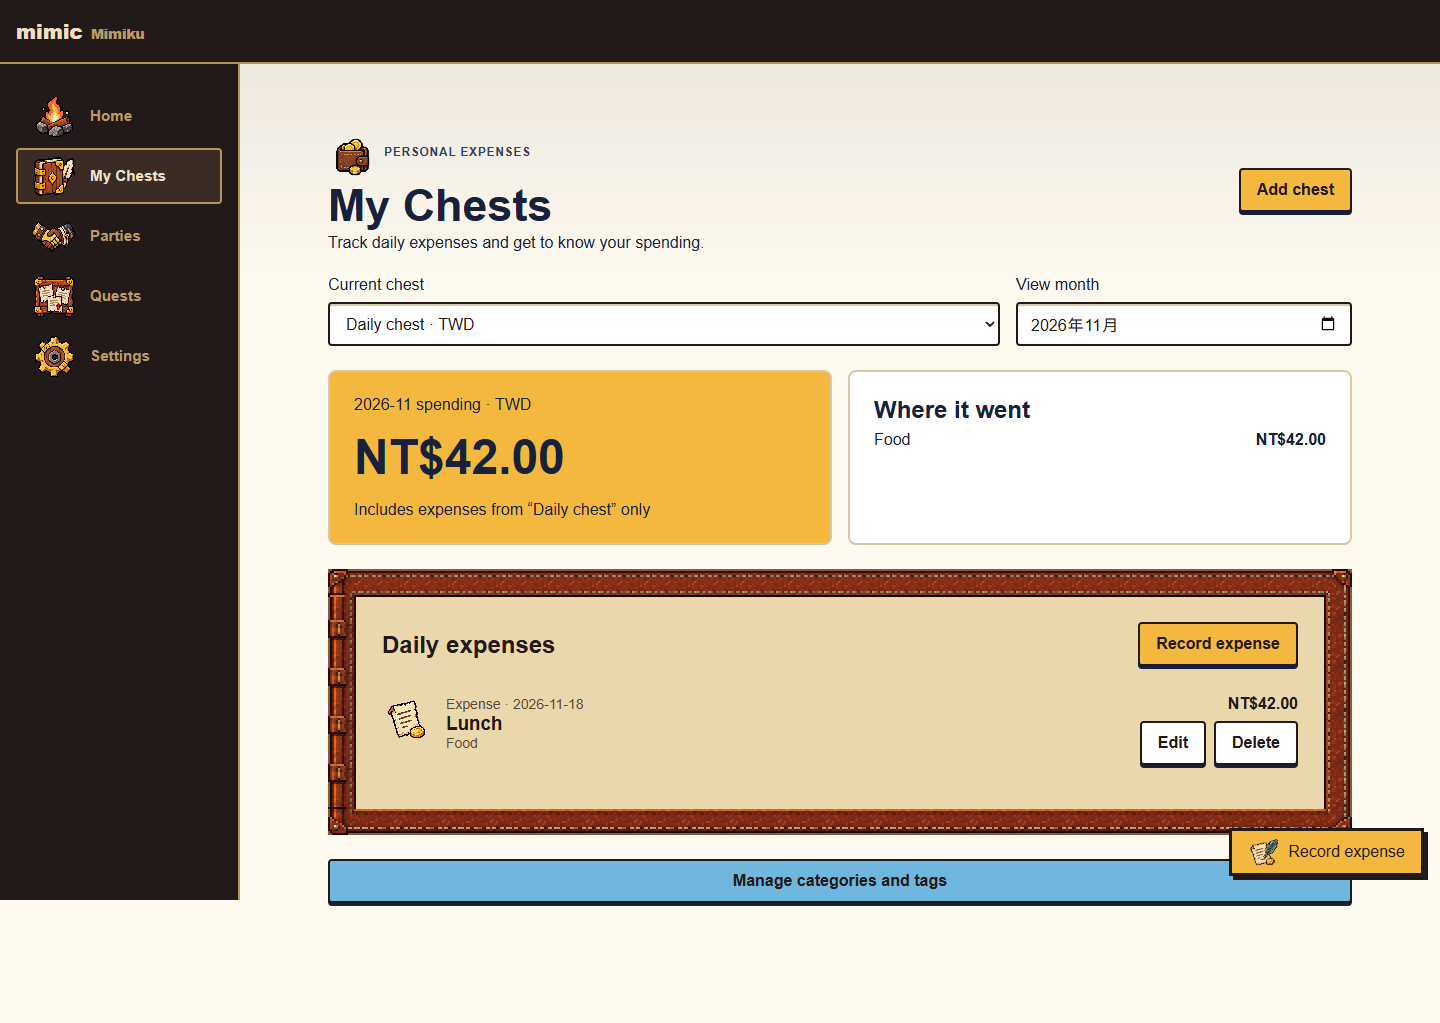 mimic Mimiku
Home
My Chests
Parties
Quests
Settings
PERSONAL EXPENSES
My Chests
Track daily expenses and get to know your spending.
Add chest
Current chest
Daily chest · TWD
View month
2026年11月
2026-11 spending · TWD
NT$42.00
Includes expenses from “Daily chest” only
Where it went
Food NT$42.00
Daily expenses
Record expense
Expense · 2026-11-18
Lunch
Food
NT$42.00
Edit Delete
Record expense
Manage categories and tags